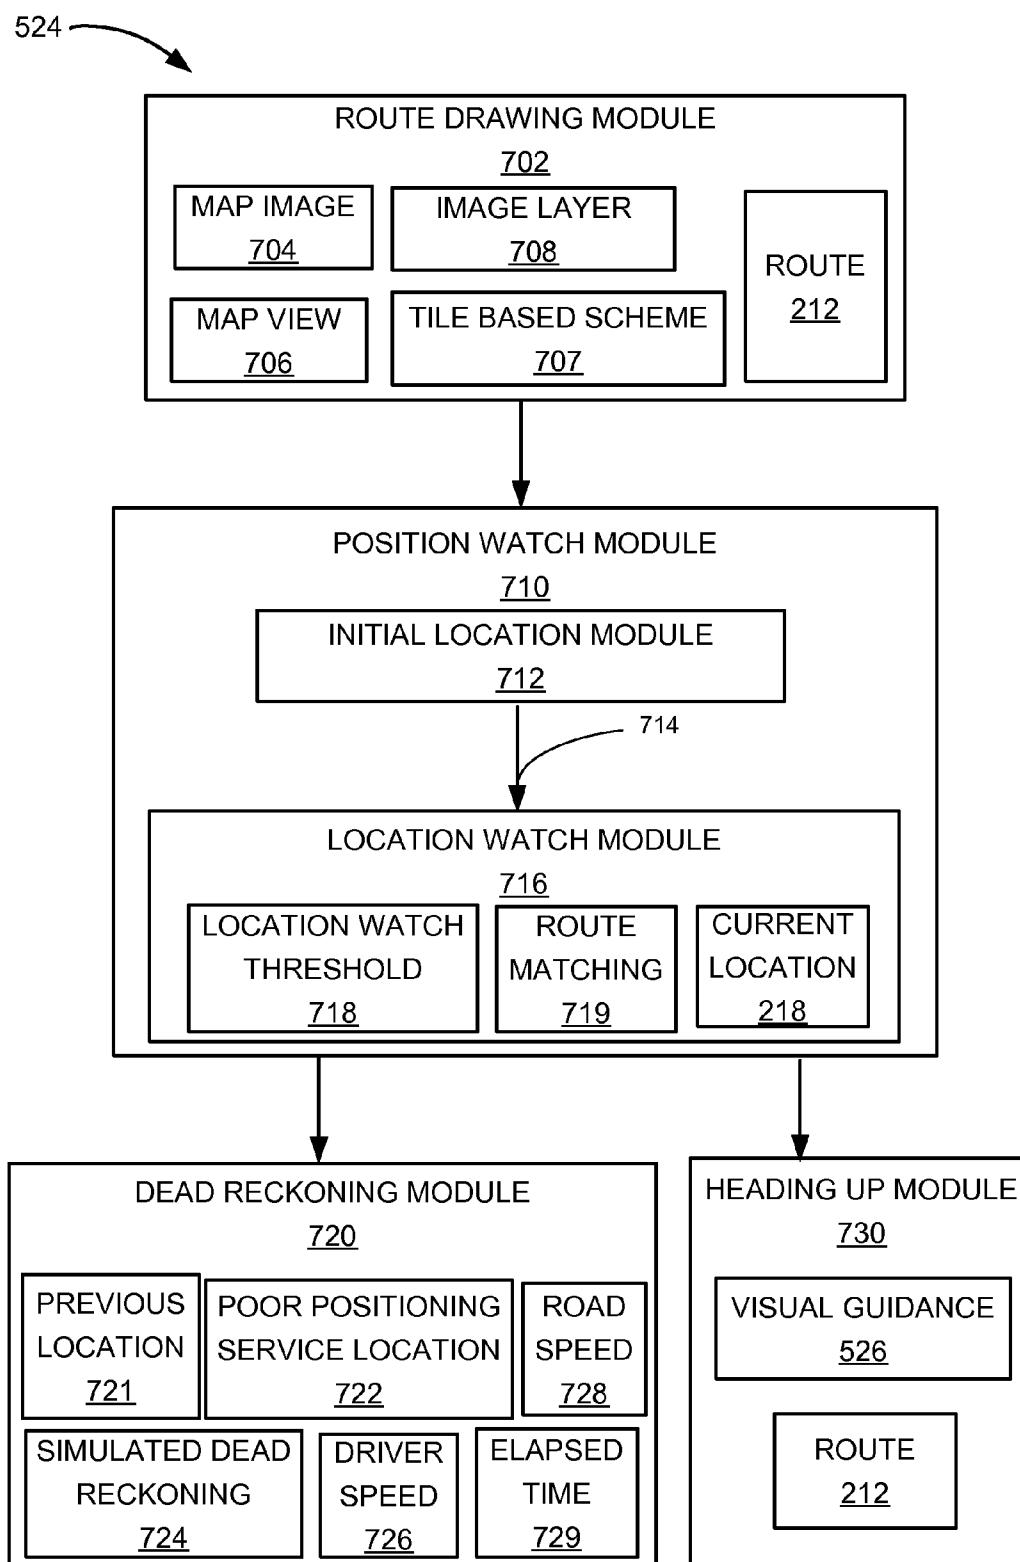 524
ROUTE DRAWING MODULE
702
MAP IMAGE
704
IMAGE LAYER
708
ROUTE
212
MAP VIEW
706
TILE BASED SCHEME
707
POSITION WATCH MODULE
710
INITIAL LOCATION MODULE
712
714
LOCATION WATCH MODULE
716
LOCATION WATCH
THRESHOLD
718
ROUTE
MATCHING
719
CURRENT
LOCATION
218
DEAD RECKONING MODULE
720
PREVIOUS
LOCATION
721
POOR POSITIONING
SERVICE LOCATION
722
ROAD
SPEED
728
SIMULATED DEAD
RECKONING
724
DRIVER
SPEED
726
ELAPSED
TIME
729
HEADING UP MODULE
730
VISUAL GUIDANCE
526
ROUTE
212